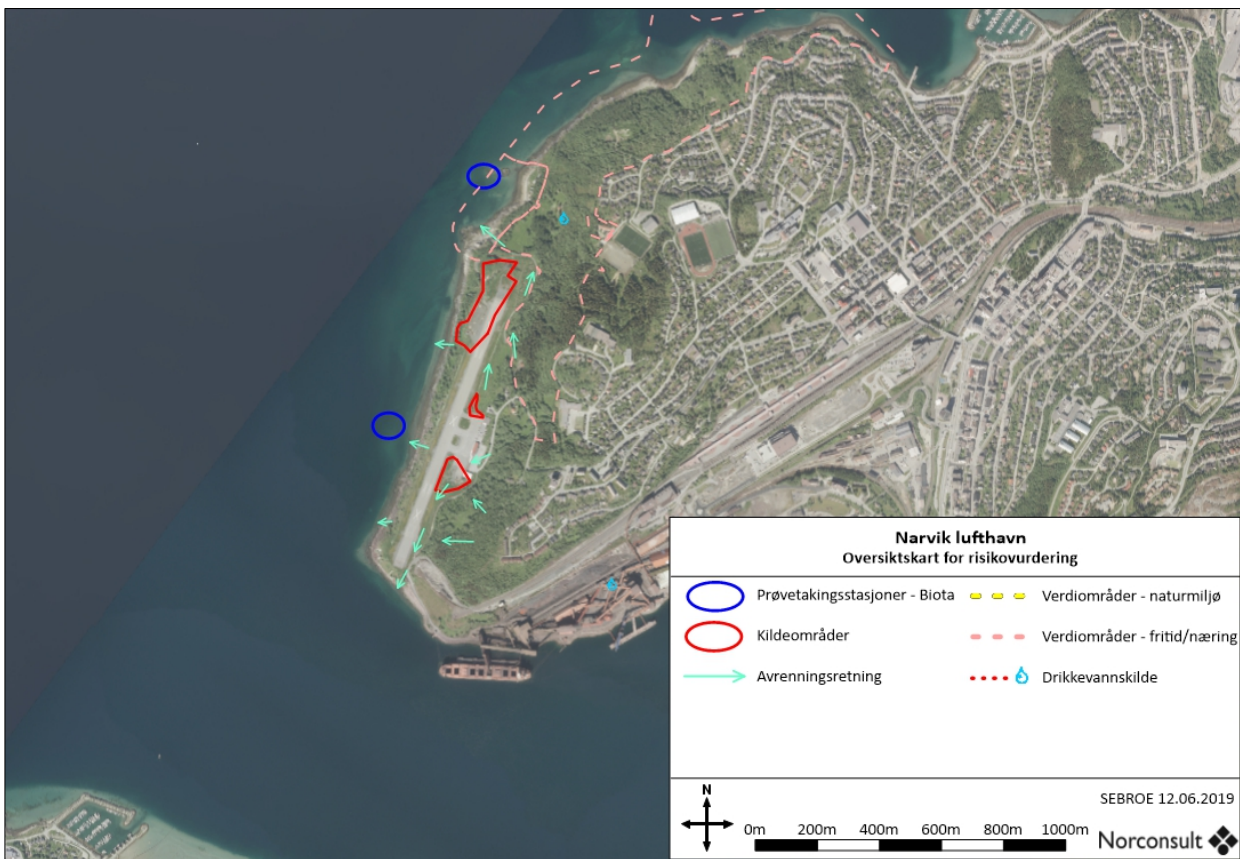 Narvik lufthavn
Oversiktskart for risikovurdering
Prøvetakingsstasjoner - Biota
Verdiområder - naturmiljø
Kildeområder
Verdiområder - fritid/næring
Avrenningsretning
Drikkevannskilde
N
SEBROE 12.06.2019
0m 200m 400m 600m 800m 1000m
Norconsult